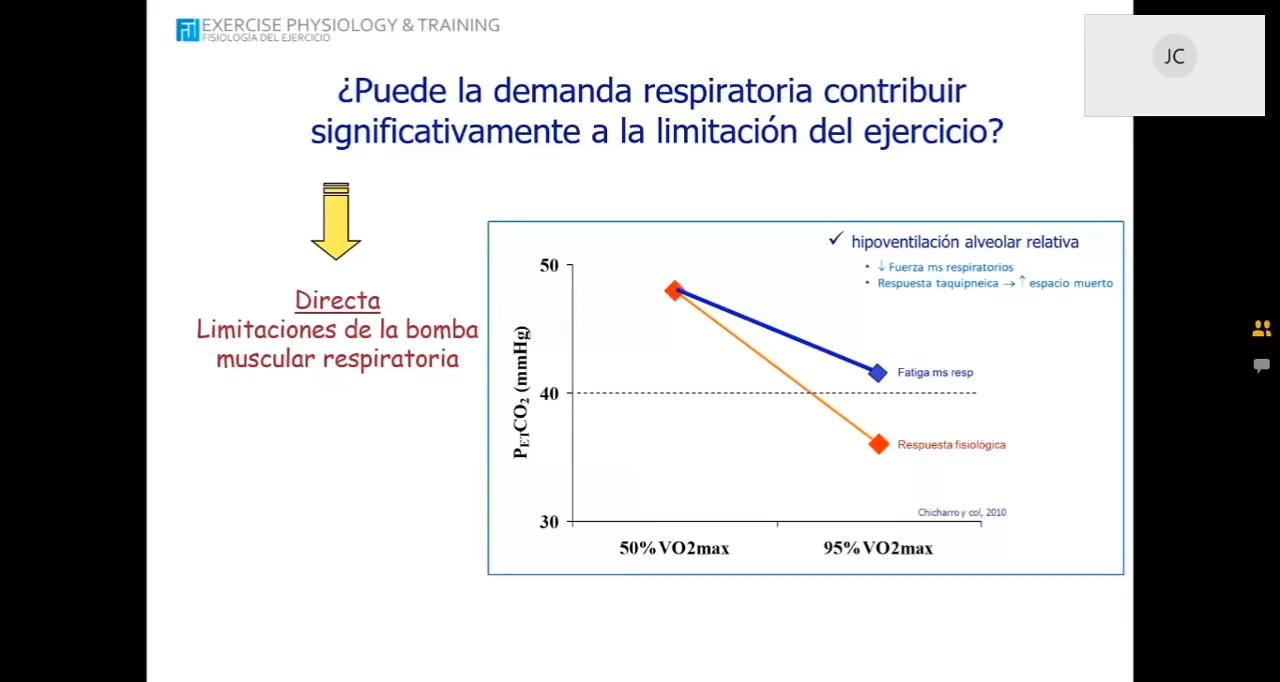 EXERCISE PHYSIOLOGY & TRAINING
FISIOLOGÍA DEL EJERCICIO
JC
¿Puede la demanda respiratoria contribuir
significativamente a la limitación del ejercicio?
Directa
Limitaciones de la bomba
muscular respiratoria
✓ hipoventilación alveolar relativa
• ↓ Fuerza ms respiratorios
• Respuesta taquipneica → ↑ espacio muerto
50
40
30
PETCO2 (mmHg)
Fatiga ms resp
Respuesta fisiológica
Chicharro y col, 2010
50%VO2max
95%VO2max